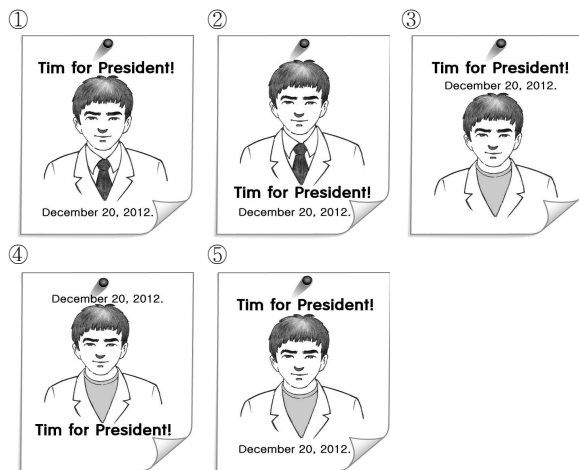 ①
Tim for President!
December 20, 2012.
②
Tim for President!
December 20, 2012.
③
Tim for President!
December 20, 2012.
④
December 20, 2012.
Tim for President!
⑤
Tim for President!
December 20, 2012.